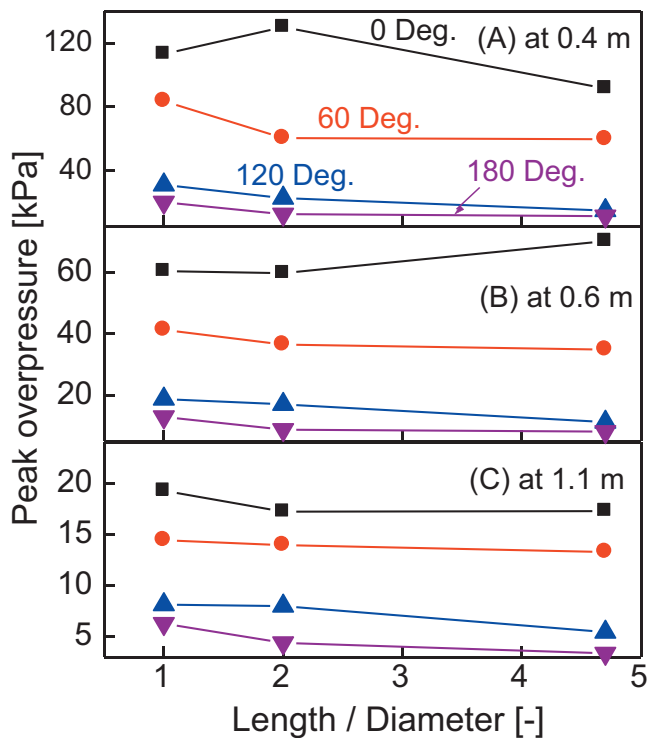 Peak overpressure [kPa]
120
80
40
0 Deg.
(A) at 0.4 m
60 Deg.
120 Deg.
180 Deg.
60
40
20
(B) at 0.6 m
20
15
10
5
(C) at 1.1 m
1 2 3 4 5
Length / Diameter [-]